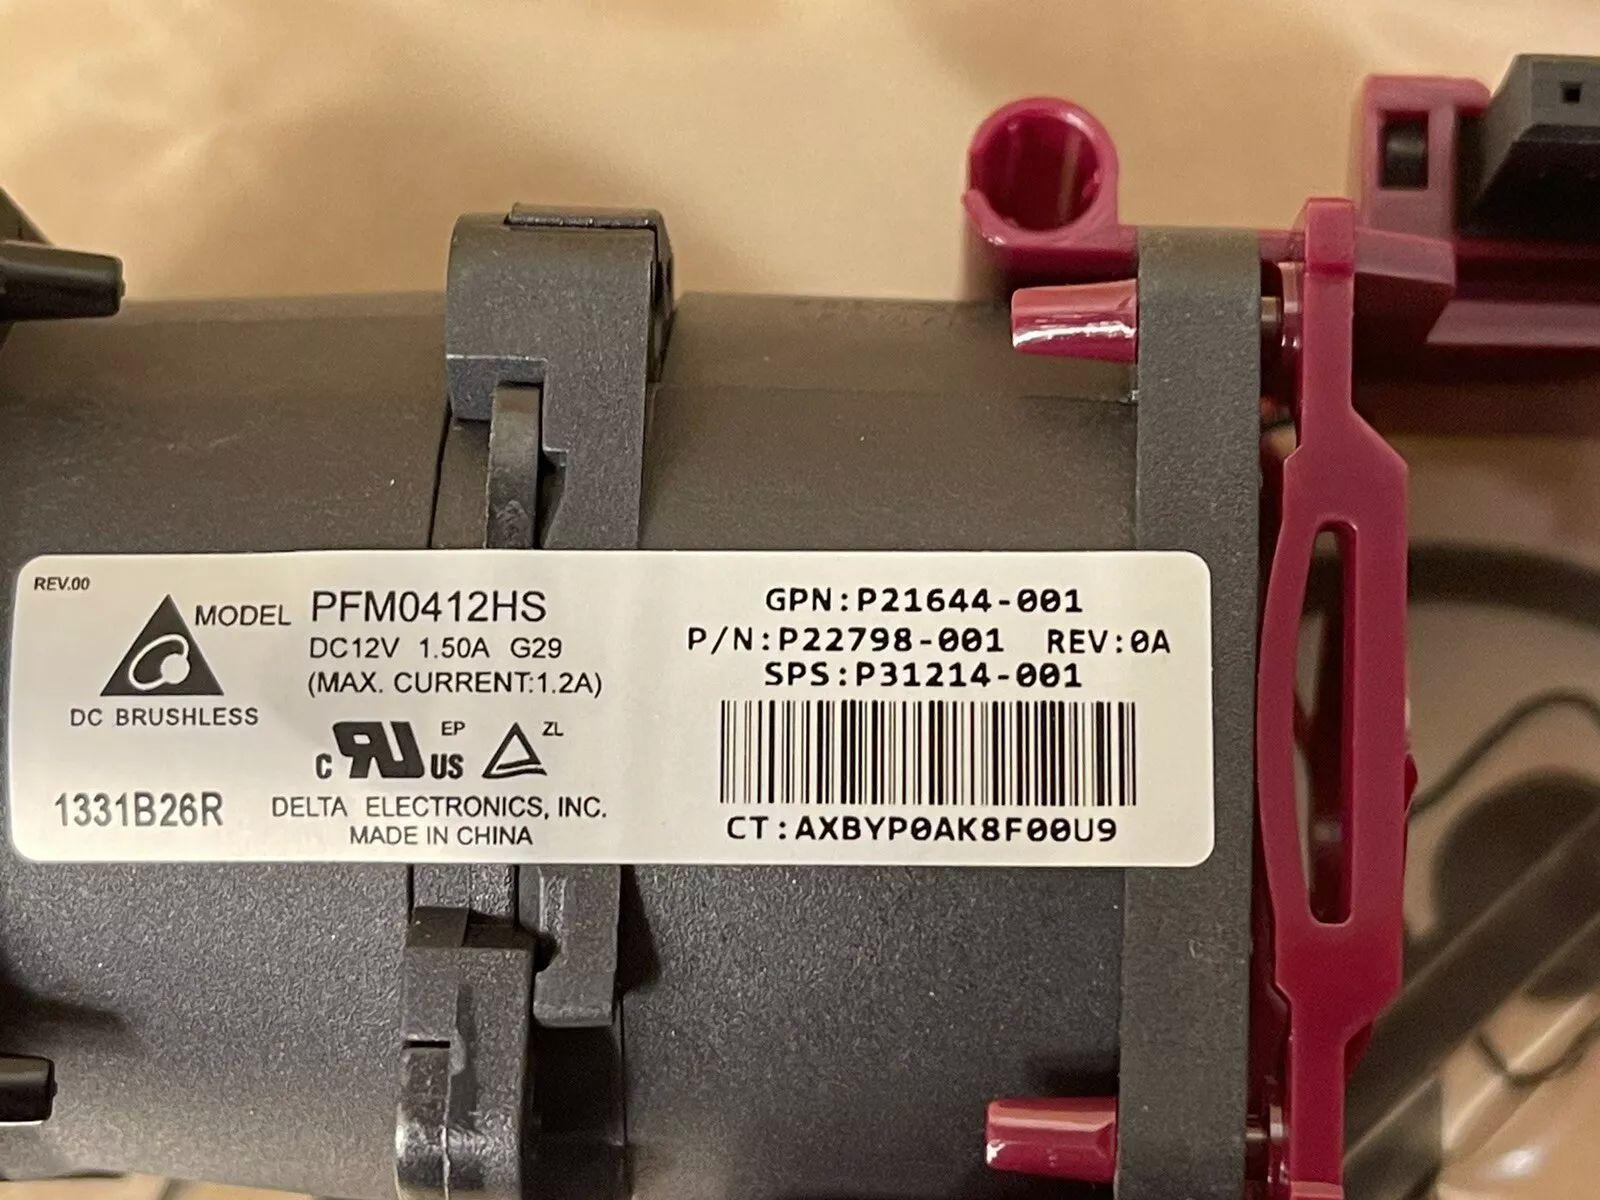 REV.00
MODEL PFM0412HS
DC12V 1.50A G29
(MAX. CURRENT:1.2A)
DC BRUSHLESS
c RU US EP
ZL
1331B26R
DELTA ELECTRONICS, INC.
MADE IN CHINA
GPN:P21644-001
P/N:P22798-001 REV:0A
SPS:P31214-001
CT:AXBYP0AK8F00U9